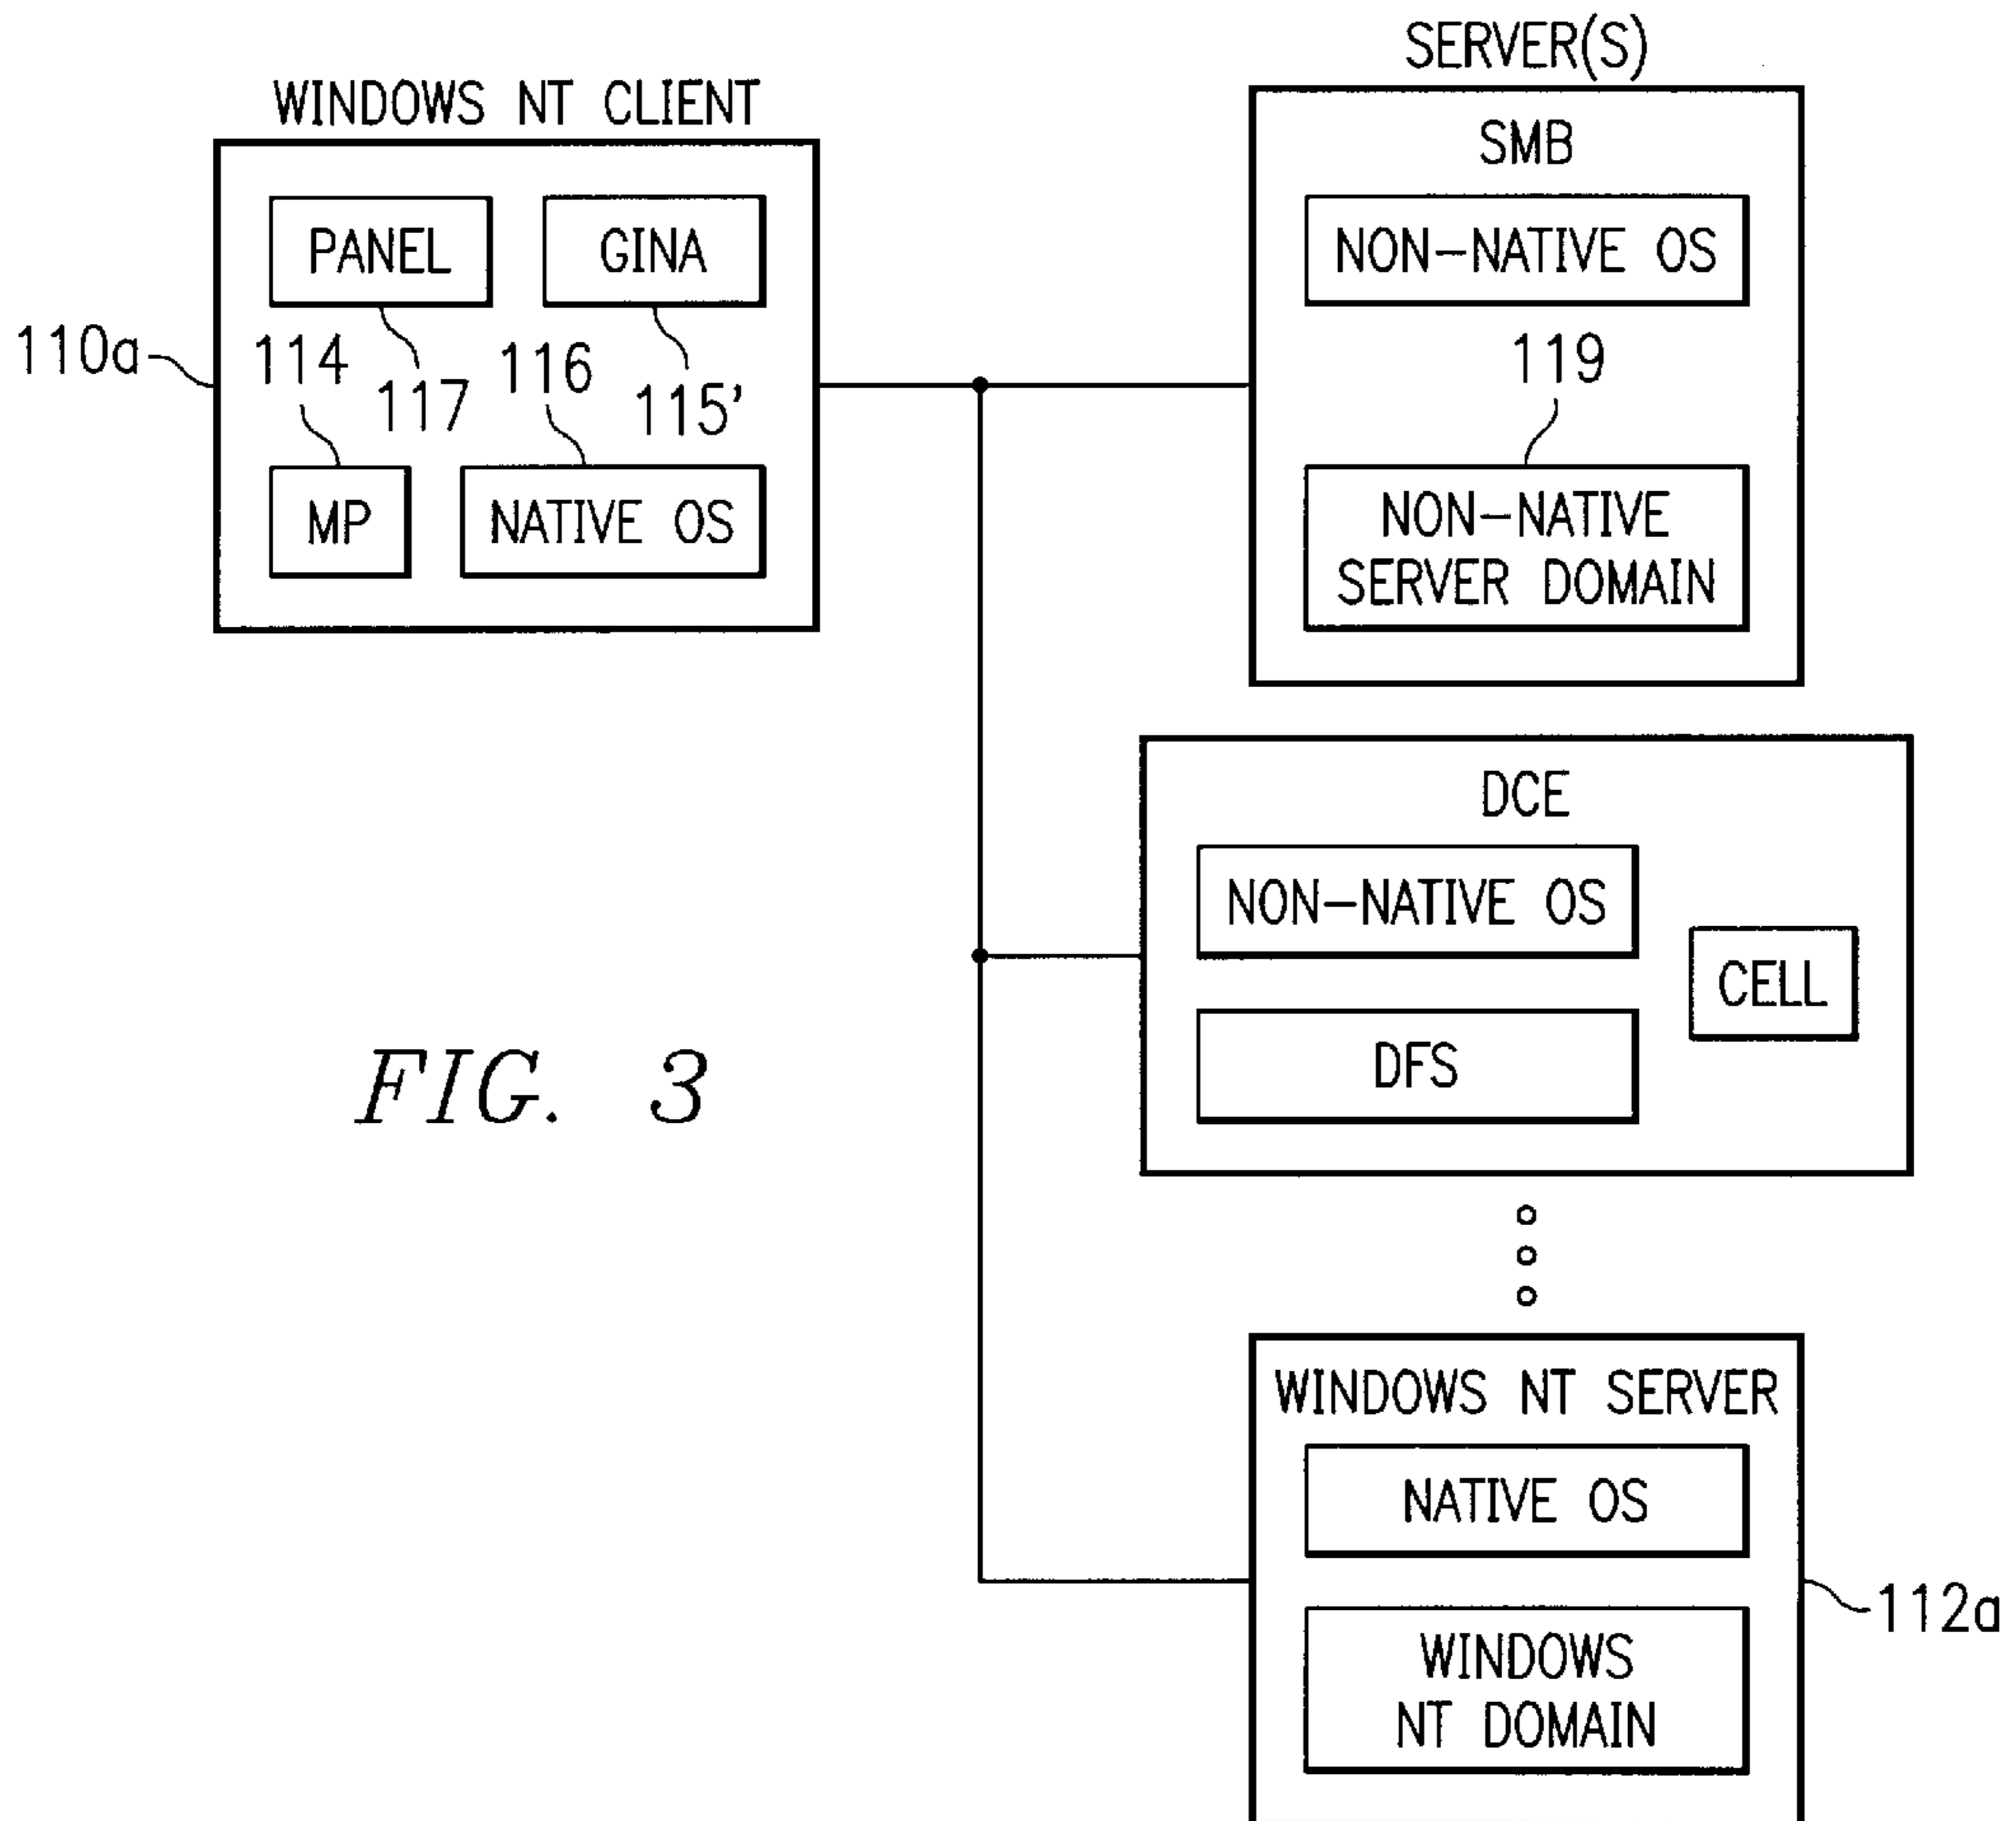 SERVER(S)
WINDOWS NT CLIENT
SMB
PANEL
GINA
NON-NATIVE OS
110a
114
117
116
115'
119
MP
NATIVE OS
NON-NATIVE
SERVER DOMAIN
DCE
NON-NATIVE OS
CELL
DFS
FIG. 3
WINDOWS NT SERVER
NATIVE OS
112a
WINDOWS
NT DOMAIN